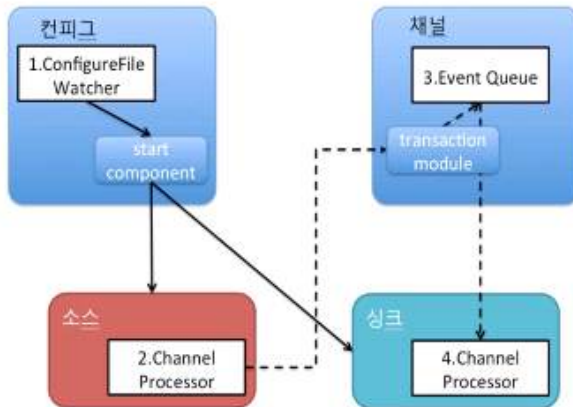 컨피그
1.ConfigureFile
Watcher
start
component
채널
3.Event Queue
transaction
module
소스
2.Channel
Processor
싱크
4.Channel
Processor